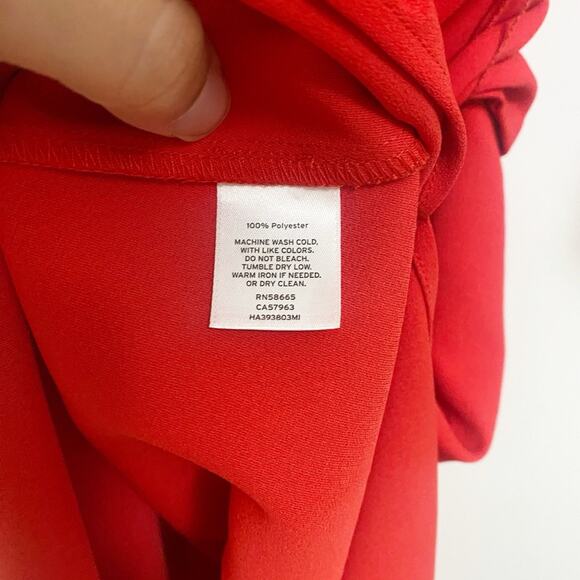 100% Polyester
MACHINE WASH COLD,
WITH LIKE COLORS.
DO NOT BLEACH.
TUMBLE DRY LOW.
WARM IRON IF NEEDED.
OR DRY CLEAN.
RN58665
CA57963
HA393803MI